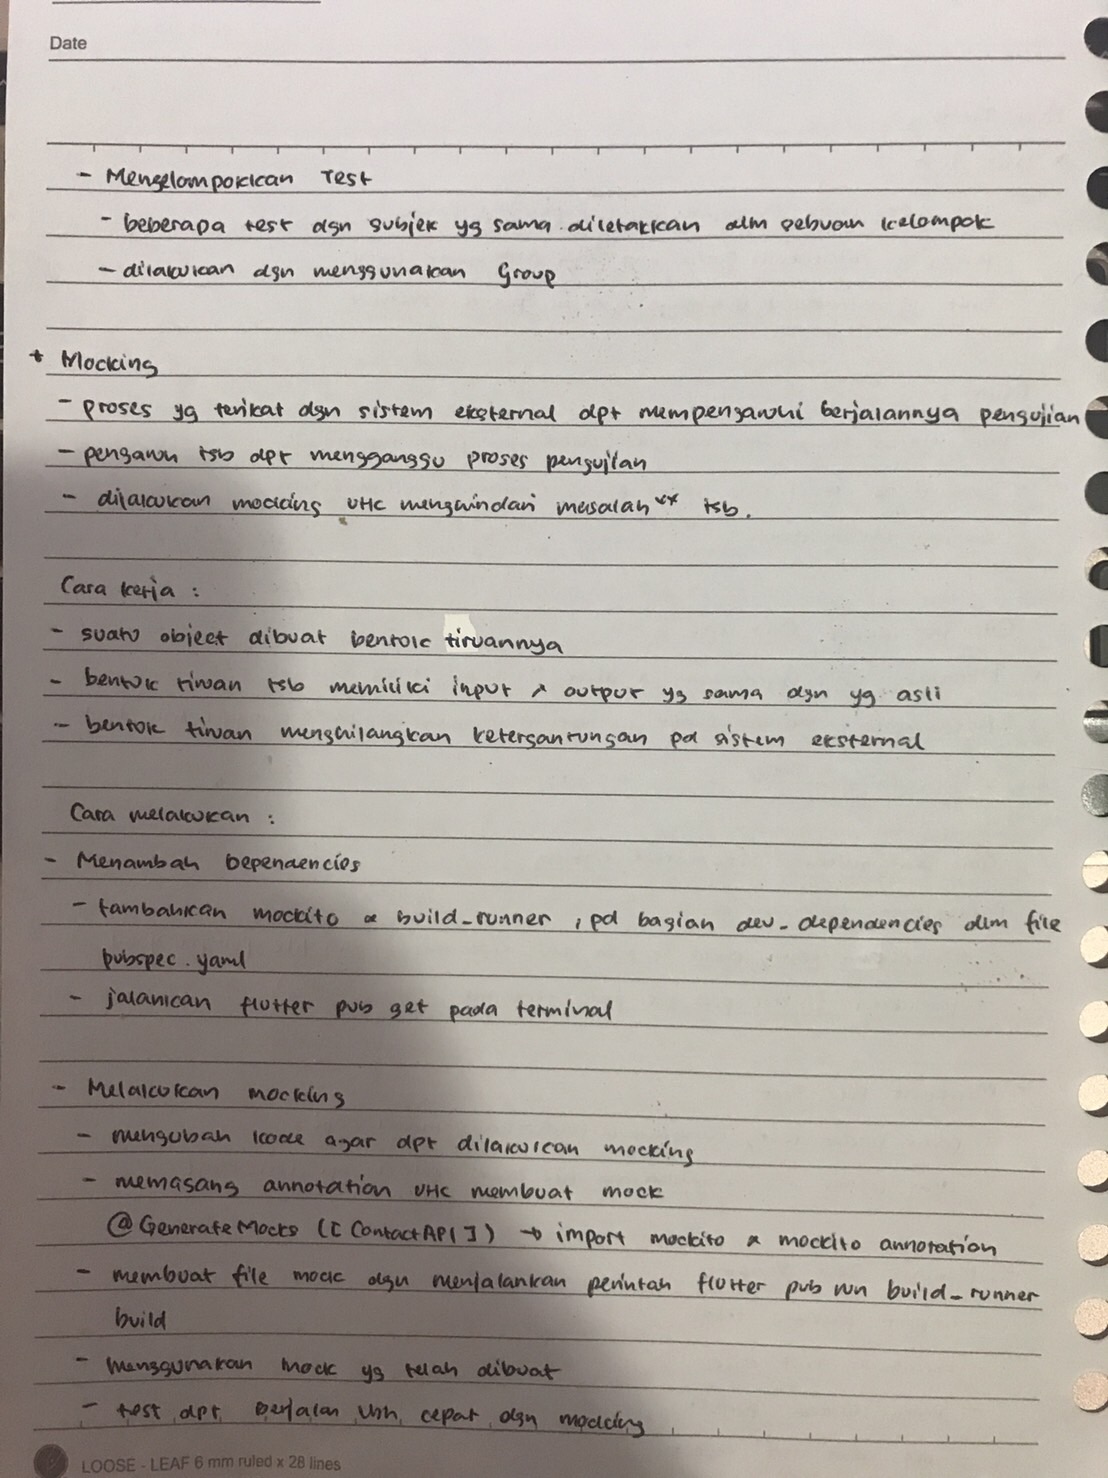 Date
- Mengelompokkan Test
- beberapa test dgn subjek yg sama diletakkan dlm sebuah kelompok
- dilakukan dgn menggunakan Group
* Mocking
- proses yg terikat dgn sistem eksternal dpt mempengaruhi berjalannya pengujian
- pengaruh tsb dpt mengganggu proses pengujian
- dilakukan mocking utk menghindari masalah** tsb.
Cara kerja :
- suatu object dibuat bentuk tiruannya
- bentuk tiruan tsb memiliki input & output yg sama dgn yg asli
- bentuk tiruan menghilangkan ketergantungan pd sistem eksternal
Cara melakukan :
- Menambah Dependencies
- tambahkan mockito & build_runner , pd bagian dev_dependencies dlm file
pubspec.yaml
- jalankan flutter pub get pada terminal
- Melakukan mocking
- mengubah kode agar dpt dilakukan mocking
- memasang annotation utk membuat mock
@GenerateMocks ([ContactAPI]) → import mockito & mockito annotation
- membuat file mock dgn menjalankan perintah flutter pub run build_runner
build
- menggunakan mock yg telah dibuat
- test dpt berjalan lbh cepat dgn mocking
LOOSE - LEAF 6 mm ruled x 28 lines